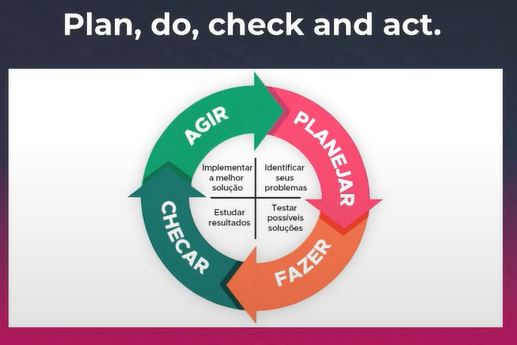 Plan, do, check and act.
AGIR
PLANEJAR
Implementar
a melhor
solução
Identificar
seus
problemas
Estudar
resultados
Testar
possíveis
soluções
CHECAR
FAZER